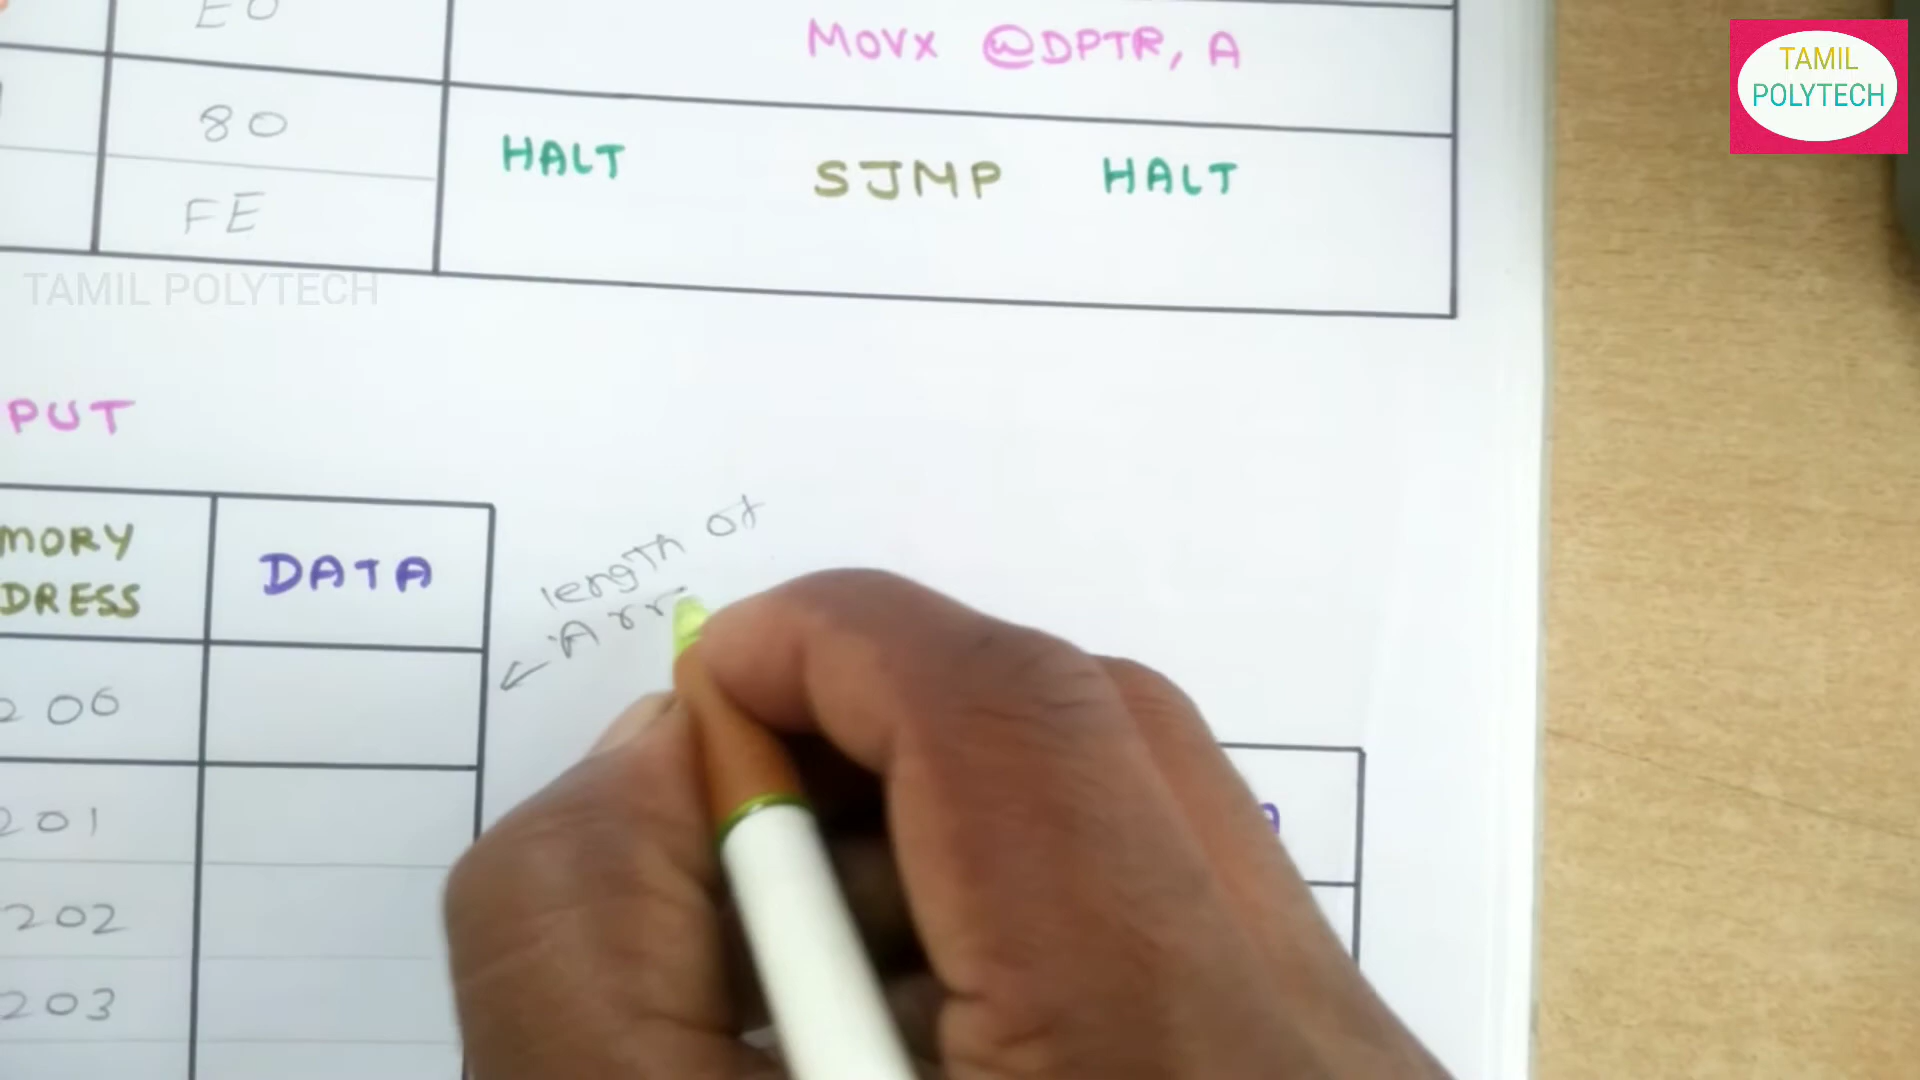 E0
MOVX @DPTR, A
TAMIL
POLYTECH
80
HALT SJMP HALT
FE
TAMIL POLYTECH
PUT
length of
Arr
MORY
DRESS
DATA
200
201
202
203
A